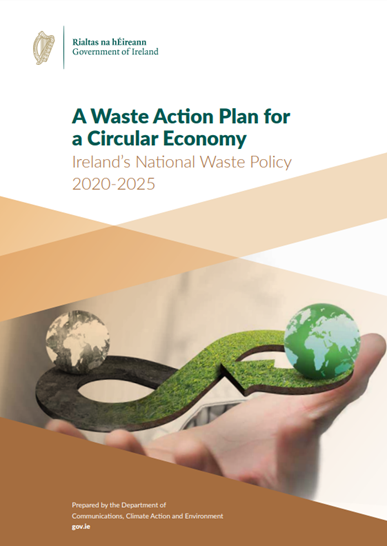 Rialtas na hÉireann
Government of Ireland
A Waste Action Plan for
a Circular Economy
Ireland's National Waste Policy
2020-2025
Prepared by the Department of
Communications, Climate Action and Environment
gov.ie